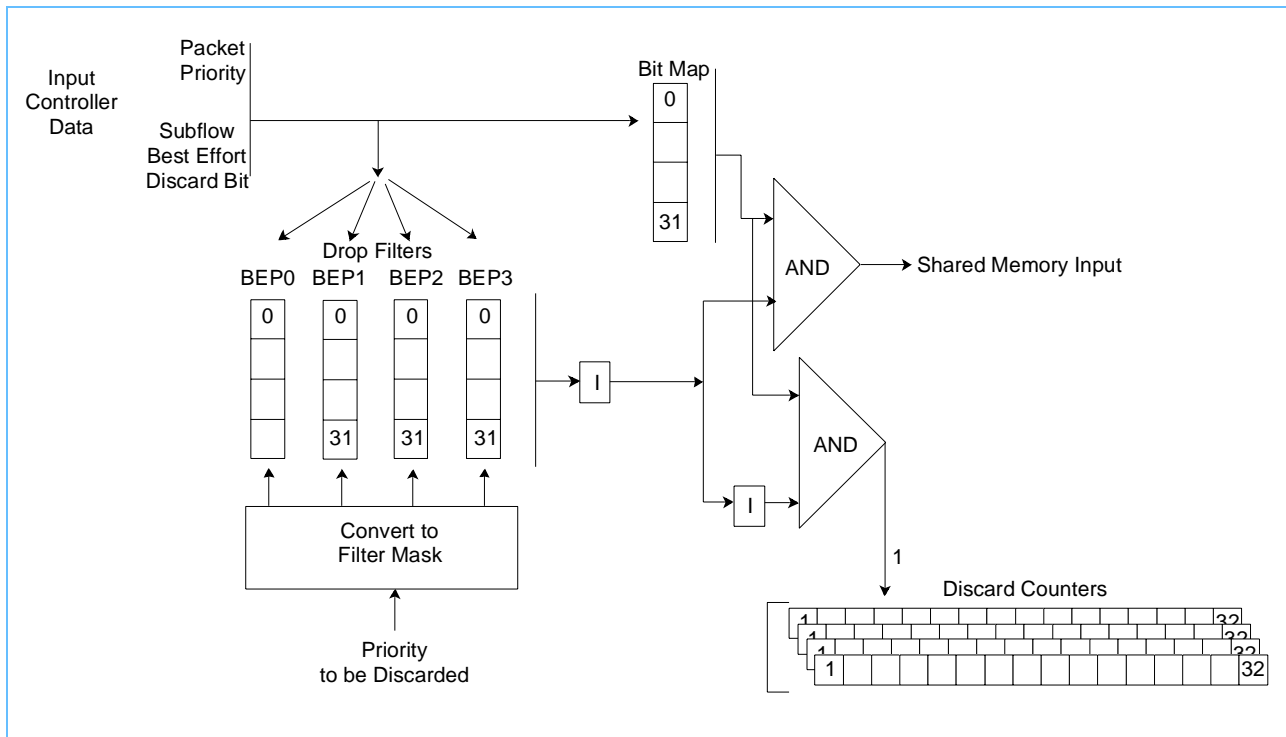 Packet
Priority
Input
Controller
Data
Subflow
Best Effort
Discard Bit
Bit Map
0
31
AND
Shared Memory Input
Drop Filters
BEP0 BEP1 BEP2 BEP3
0 0 0 0
31 31 31
I
AND
I
Convert to
Filter Mask
1
Priority
to be Discarded
Discard Counters
1 32
1 32
1 32
1 32